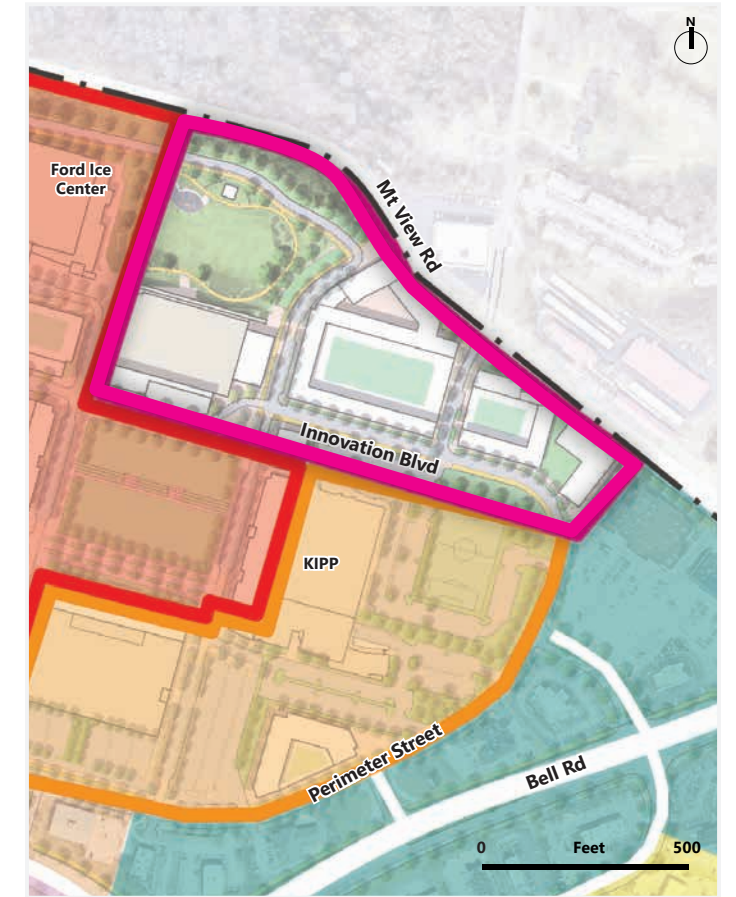 N
Ford Ice
Center
Mt View Rd
Innovation Blvd
KIPP
Perimeter Street
Bell Rd
0 Feet 500